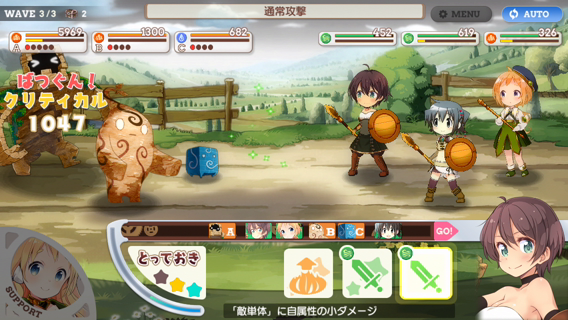 WAVE 3/3 2
通常攻撃
MENU
AUTO
A 5969
B 1300
C 682
452
619
326
ばつぐん!
クリティカル
1047
A B C GO!
とっておき
SUPPORT
「敵単体」に自属性の小ダメージ